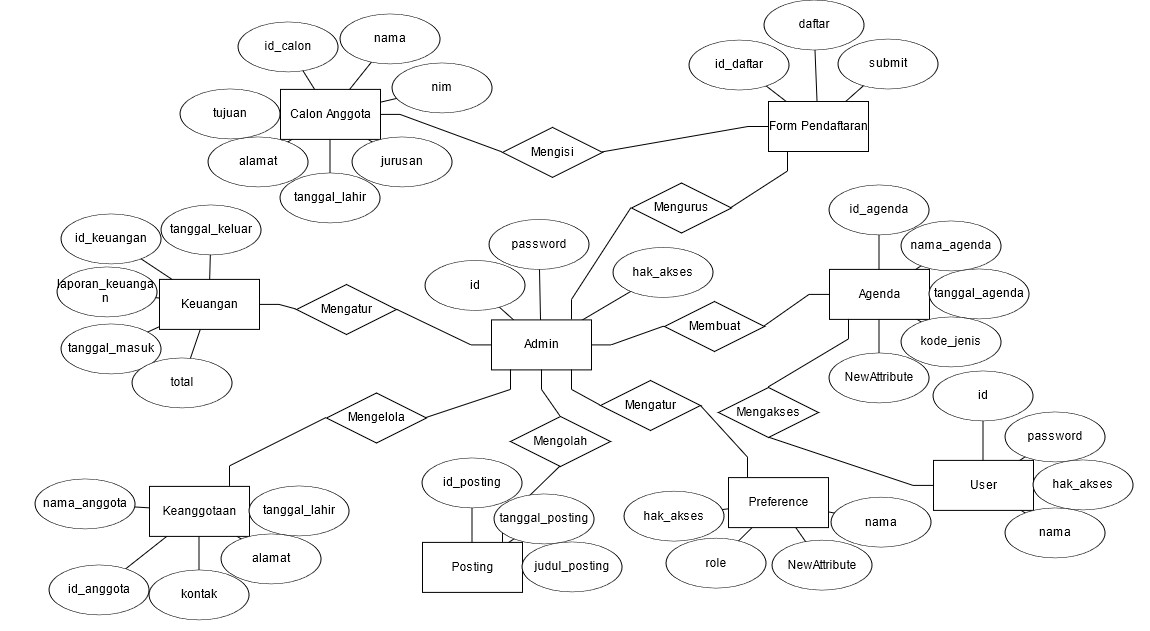 daftar
id_calon
nama
id_daftar
submit
nim
tujuan
Calon Anggota
Form Pendaftaran
Mengisi
alamat
jurusan
tanggal_lahir
Mengurus
id_agenda
id_keuangan
tanggal_keluar
password
nama_agenda
hak_akses
id
laporan_keuanga
n
Keuangan
Mengatur
Agenda
tanggal_agenda
Membuat
tanggal_masuk
Admin
kode_jenis
total
NewAttribute
id
Mengelola
Mengatur
Mengakses
Mengolah
password
id_posting
User
hak_akses
nama_anggota
Keanggotaan
tanggal_lahir
tanggal_posting
hak_akses
Preference
nama
nama
alamat
Posting
judul_posting
role
NewAttribute
id_anggota
kontak